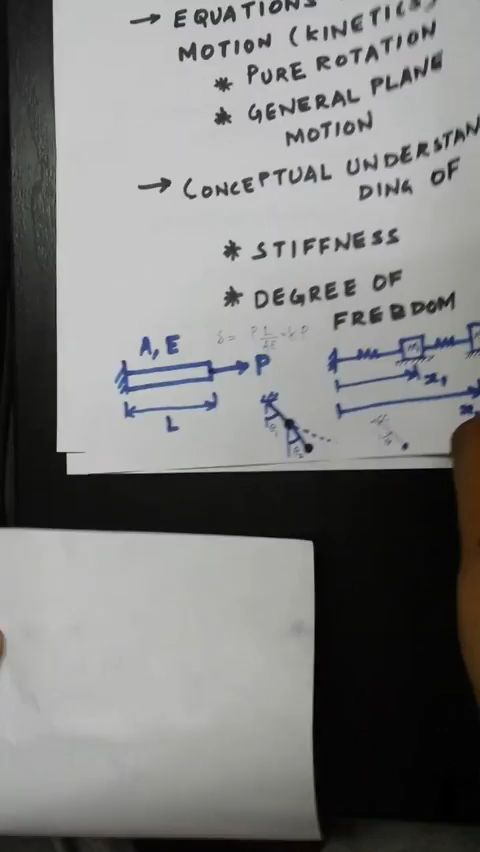 → EQUATIONS
MOTION (KINETICS)
* PURE ROTATION
* GENERAL PLANE
MOTION
→ CONCEPTUAL UNDERSTAN
DING OF
* STIFFNESS
* DEGREE OF
FREEDOM
A, E
P
L
x₁